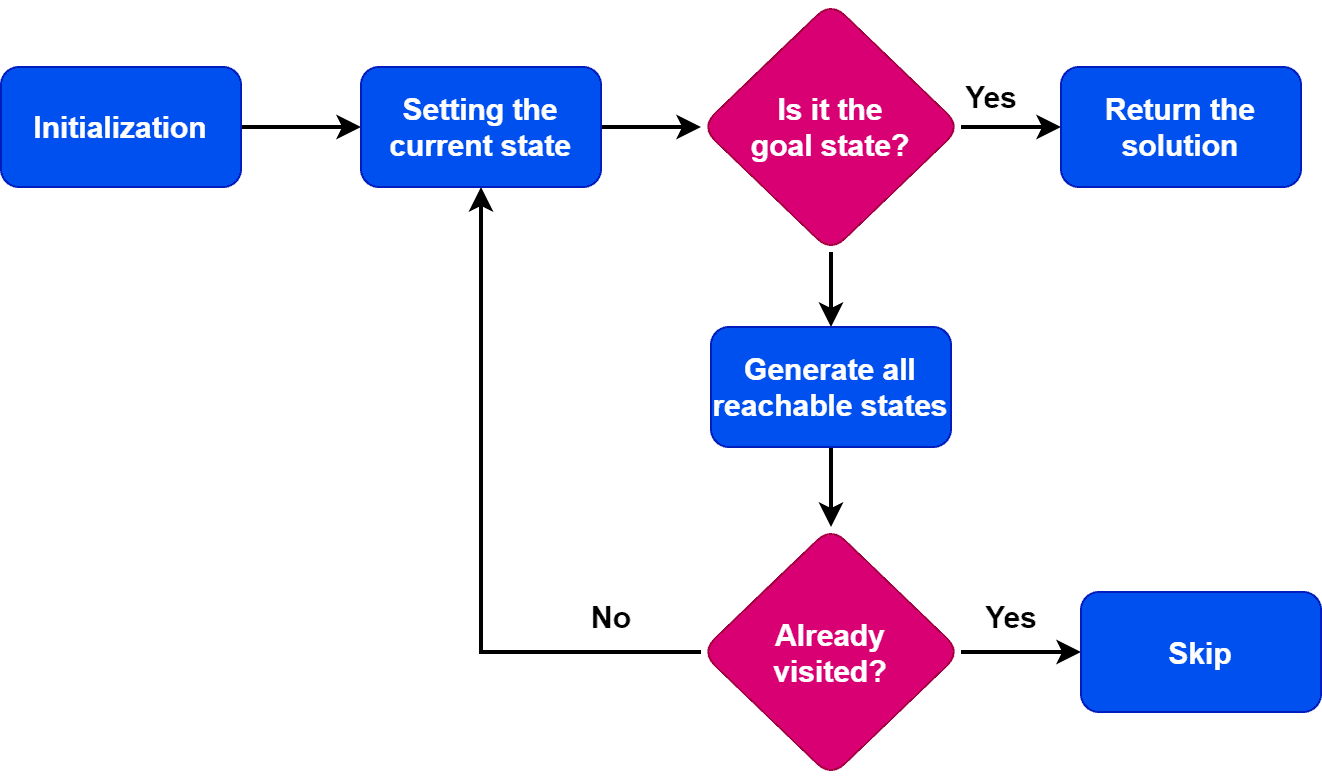 Initialization
Setting the
current state
Is it the
goal state?
Yes
Return the
solution
Generate all
reachable states
No
Already
visited?
Yes
Skip